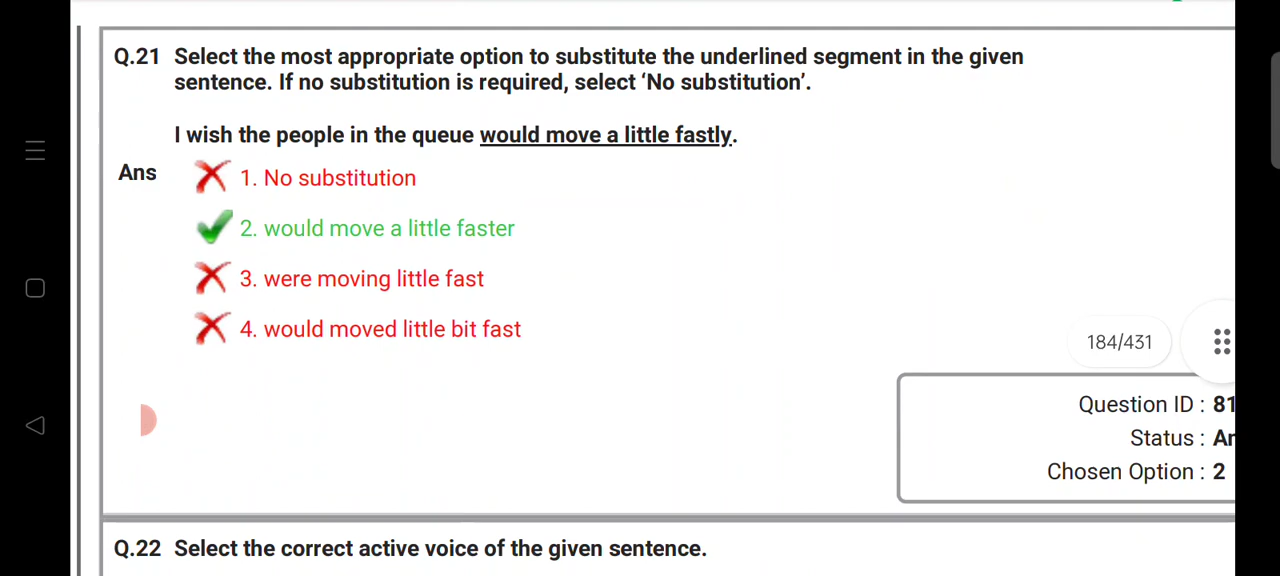 Q.21 Select the most appropriate option to substitute the underlined segment in the given
sentence. If no substitution is required, select ‘No substitution’.
I wish the people in the queue would move a little fastly.
Ans
1. No substitution
2. would move a little faster
3. were moving little fast
4. would moved little bit fast
184/431
Question ID : 81
Status : Ar
Chosen Option : 2
Q.22 Select the correct active voice of the given sentence.